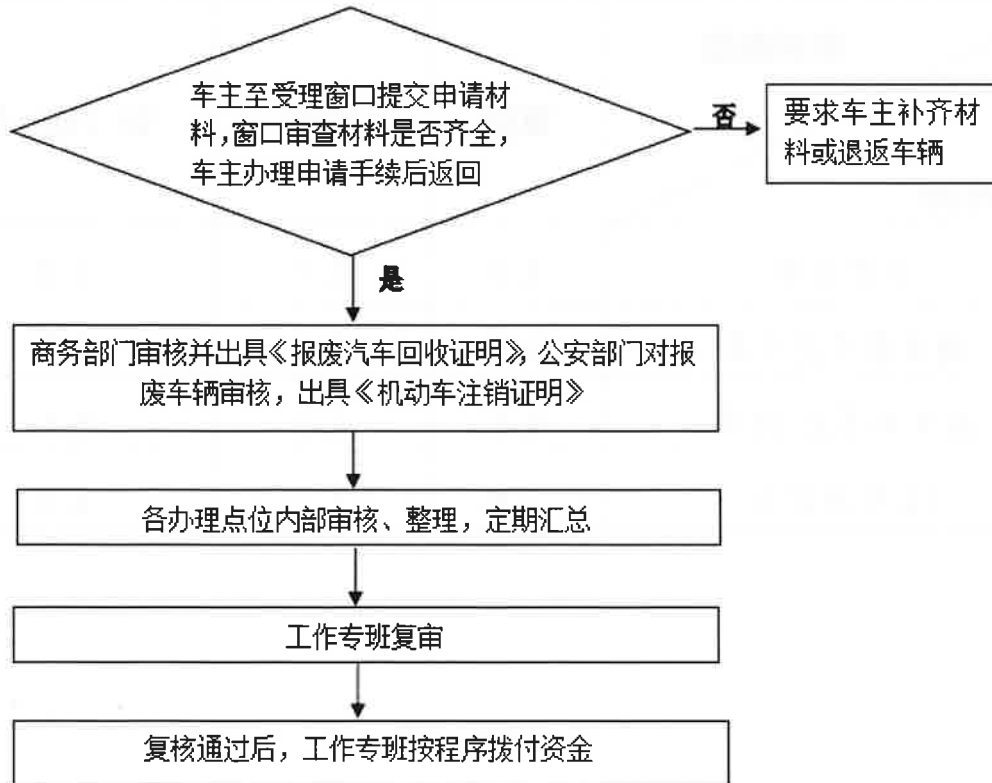 车主至受理窗口提交申请材
料，窗口审查材料是否齐全，
车主办理申请手续后返回
否
要求车主补齐材
料或退返车辆
是
商务部门审核并出具《报废汽车回收证明》，公安部门对报
废车辆审核，出具《机动车注销证明》
各办理点位内部审核、整理，定期汇总
工作专班复审
复核通过后，工作专班按程序拨付资金